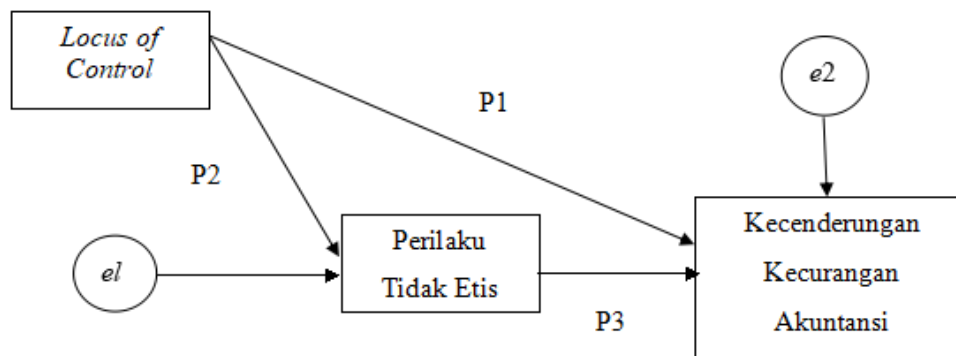 Locus of
Control
e2
P1
P2
Perilaku
Tidak Etis
Kecenderungan
Kecurangan
Akuntansi
el
P3